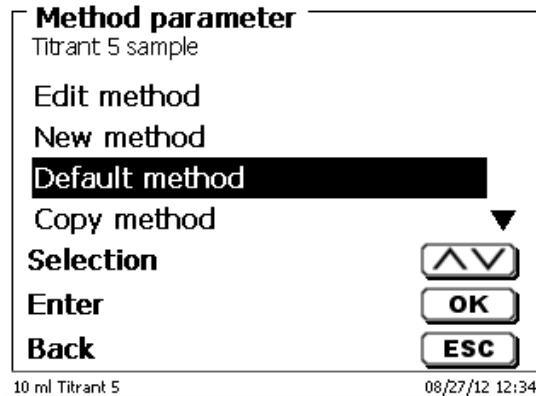 Method parameter
Titrant 5 sample
Edit method
New method
Default method
Copy method
Selection
Enter OK
Back ESC
10 ml Titrant 5 08/27/12 12:34